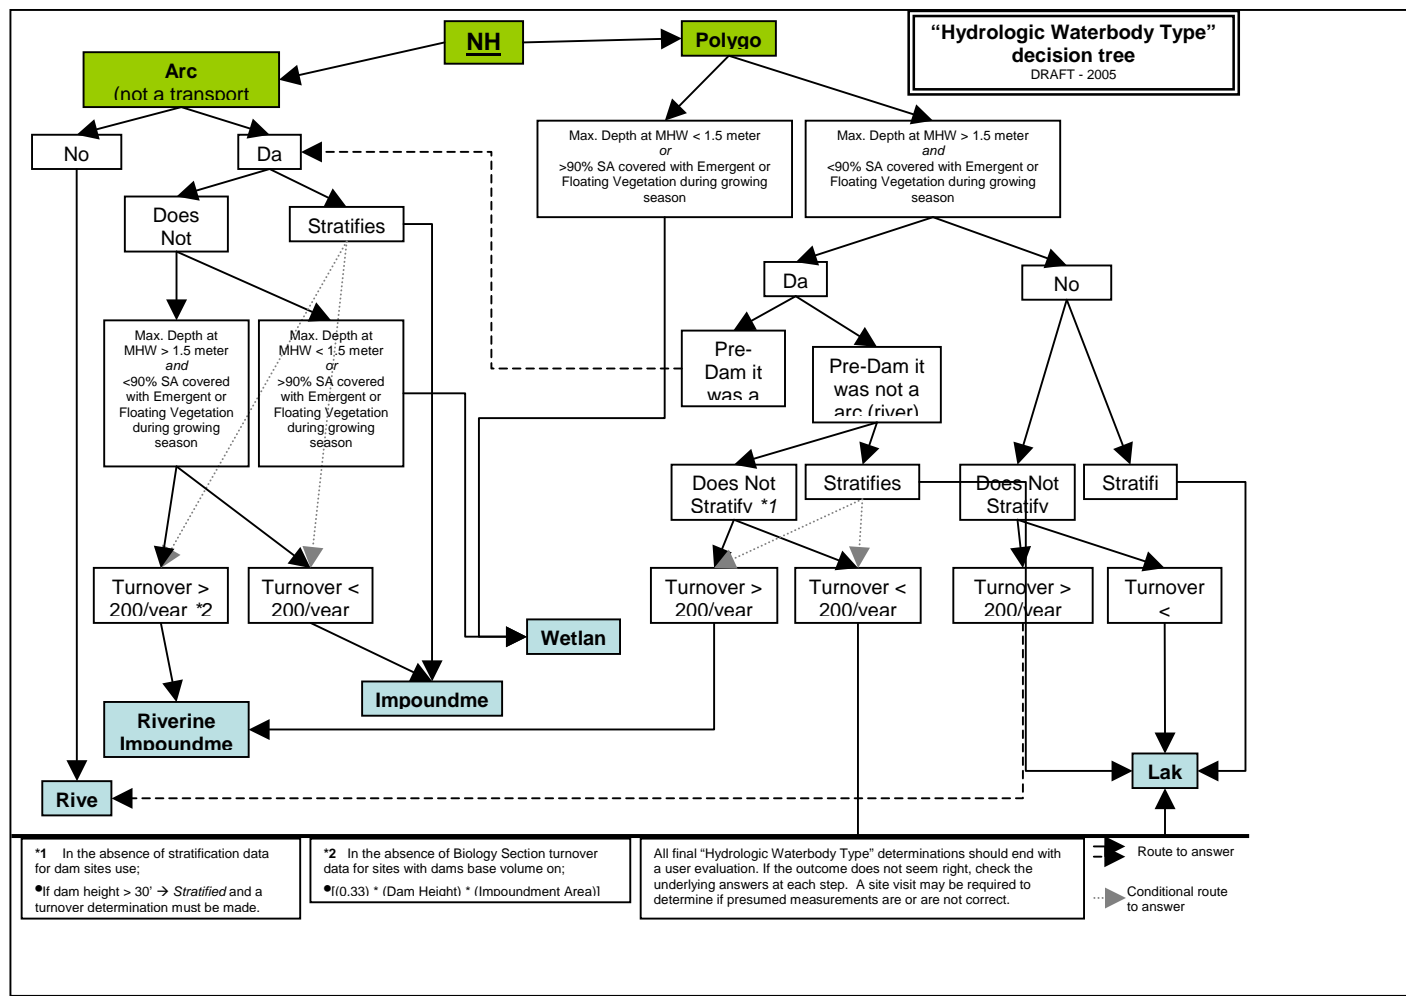 NH
Polygo
"Hydrologic Waterbody Type"
decision tree
DRAFT - 2005
Arc
(not a transport
No
Da
Max. Depth at MHW < 1.5 meter
or
>90% SA covered with Emergent or
Floating Vegetation during growing
season
Max. Depth at MHW > 1.5 meter
and
<90% SA covered with Emergent or
Floating Vegetation during growing
season
Does
Not
Stratifies
Da
No
Max. Depth at
MHW > 1.5 meter
and
<90% SA covered
with Emergent or
Floating Vegetation
during growing
season
Max. Depth at
MHW < 1.5 meter
or
>90% SA covered
with Emergent or
Floating Vegetation
during growing
season
Pre-
Dam it
was a
Pre-Dam it
was not a
arc (river)
Does Not
Stratify *1
Stratifies
Does Not
Stratify
Stratifi
Turnover >
200/year *2
Turnover <
200/year
Turnover >
200/year
Turnover <
200/year
Turnover >
200/year
Turnover
<
Wetlan
Impoundme
Riverine
Impoundme
Rive
Lak
*1 In the absence of stratification data
for dam sites use;
●If dam height > 30' → Stratified and a
turnover determination must be made.
*2 In the absence of Biology Section turnover
data for sites with dams base volume on;
●[(0.33) * (Dam Height) * (Impoundment Area)]
All final "Hydrologic Waterbody Type" determinations should end with
a user evaluation. If the outcome does not seem right, check the
underlying answers at each step. A site visit may be required to
determine if presumed measurements are or are not correct.
Route to answer
Conditional route
to answer